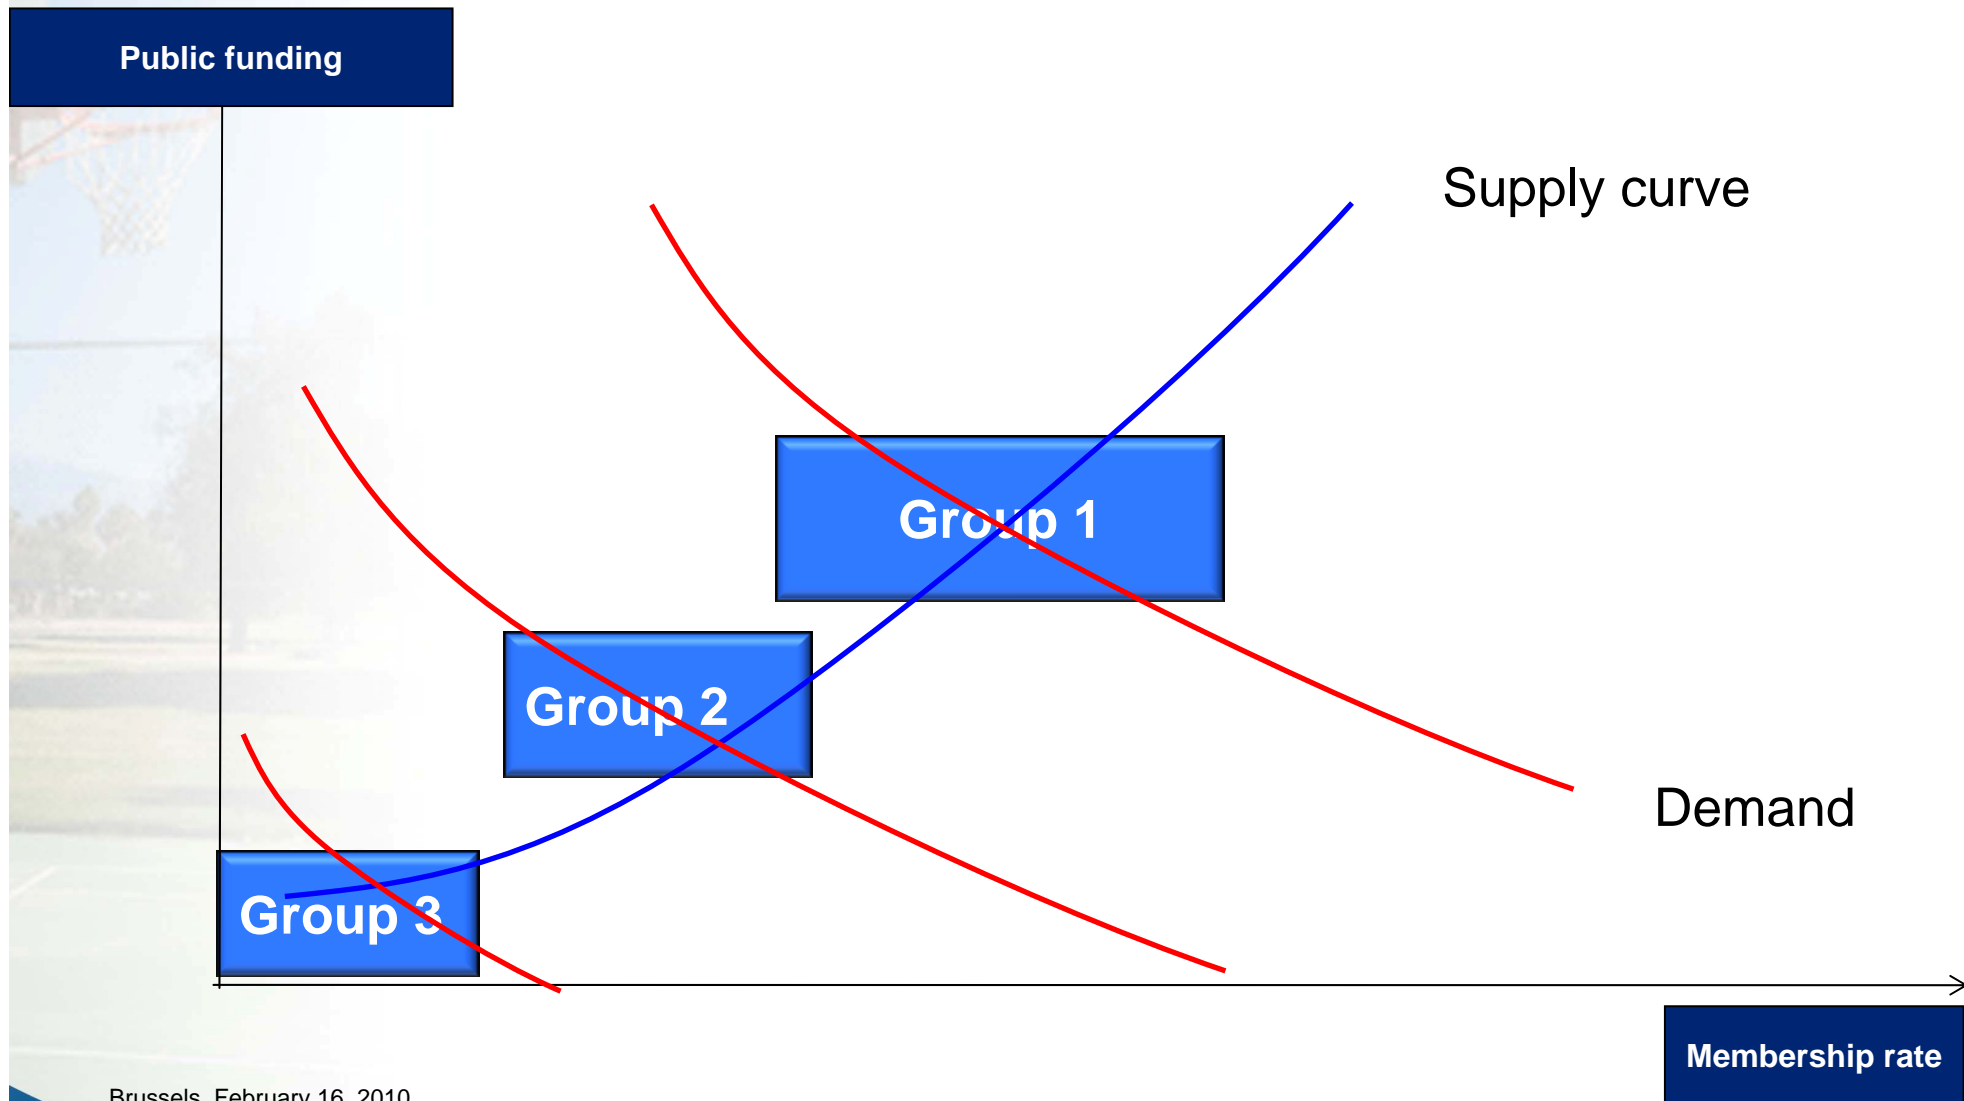 Public funding
Supply curve
Group 1
Group 2
Demand
Group 3
Membership rate
Brussels, February 16, 2010